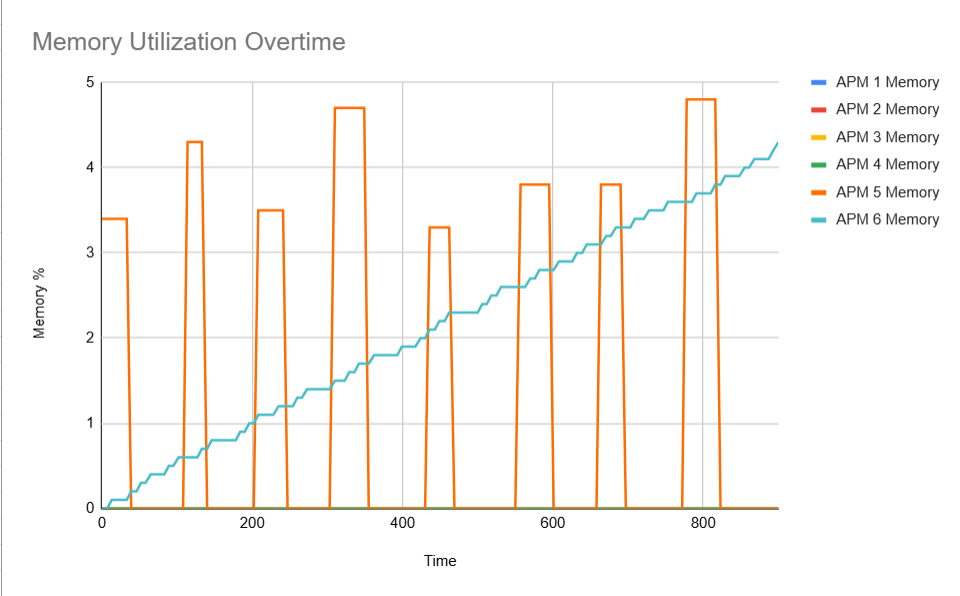 Memory Utilization Overtime
5
4
3
2
1
0
Memory %
0 200 400 600 800
Time
APM 1 Memory
APM 2 Memory
APM 3 Memory
APM 4 Memory
APM 5 Memory
APM 6 Memory